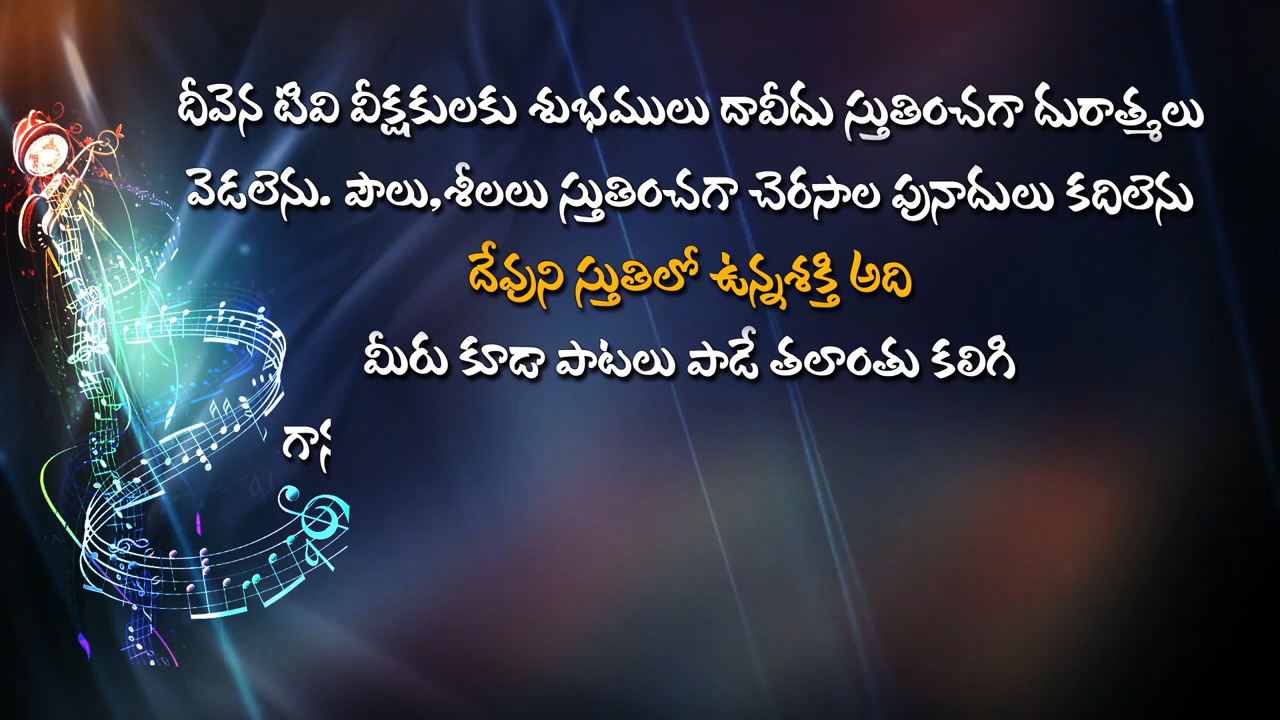 దీవెన టివి వీక్షకులకు శుభములు దావీదు స్తుతించగా దురాత్మలు
వెడలెను. పౌలు,శీలలు స్తుతించగా చెరసాల పునాదులు కదిలెను
దేవుని స్తుతిలో ఉన్నశక్తి అది
మీరు కూడా పాటలు పాడే తలాంతు కలిగి